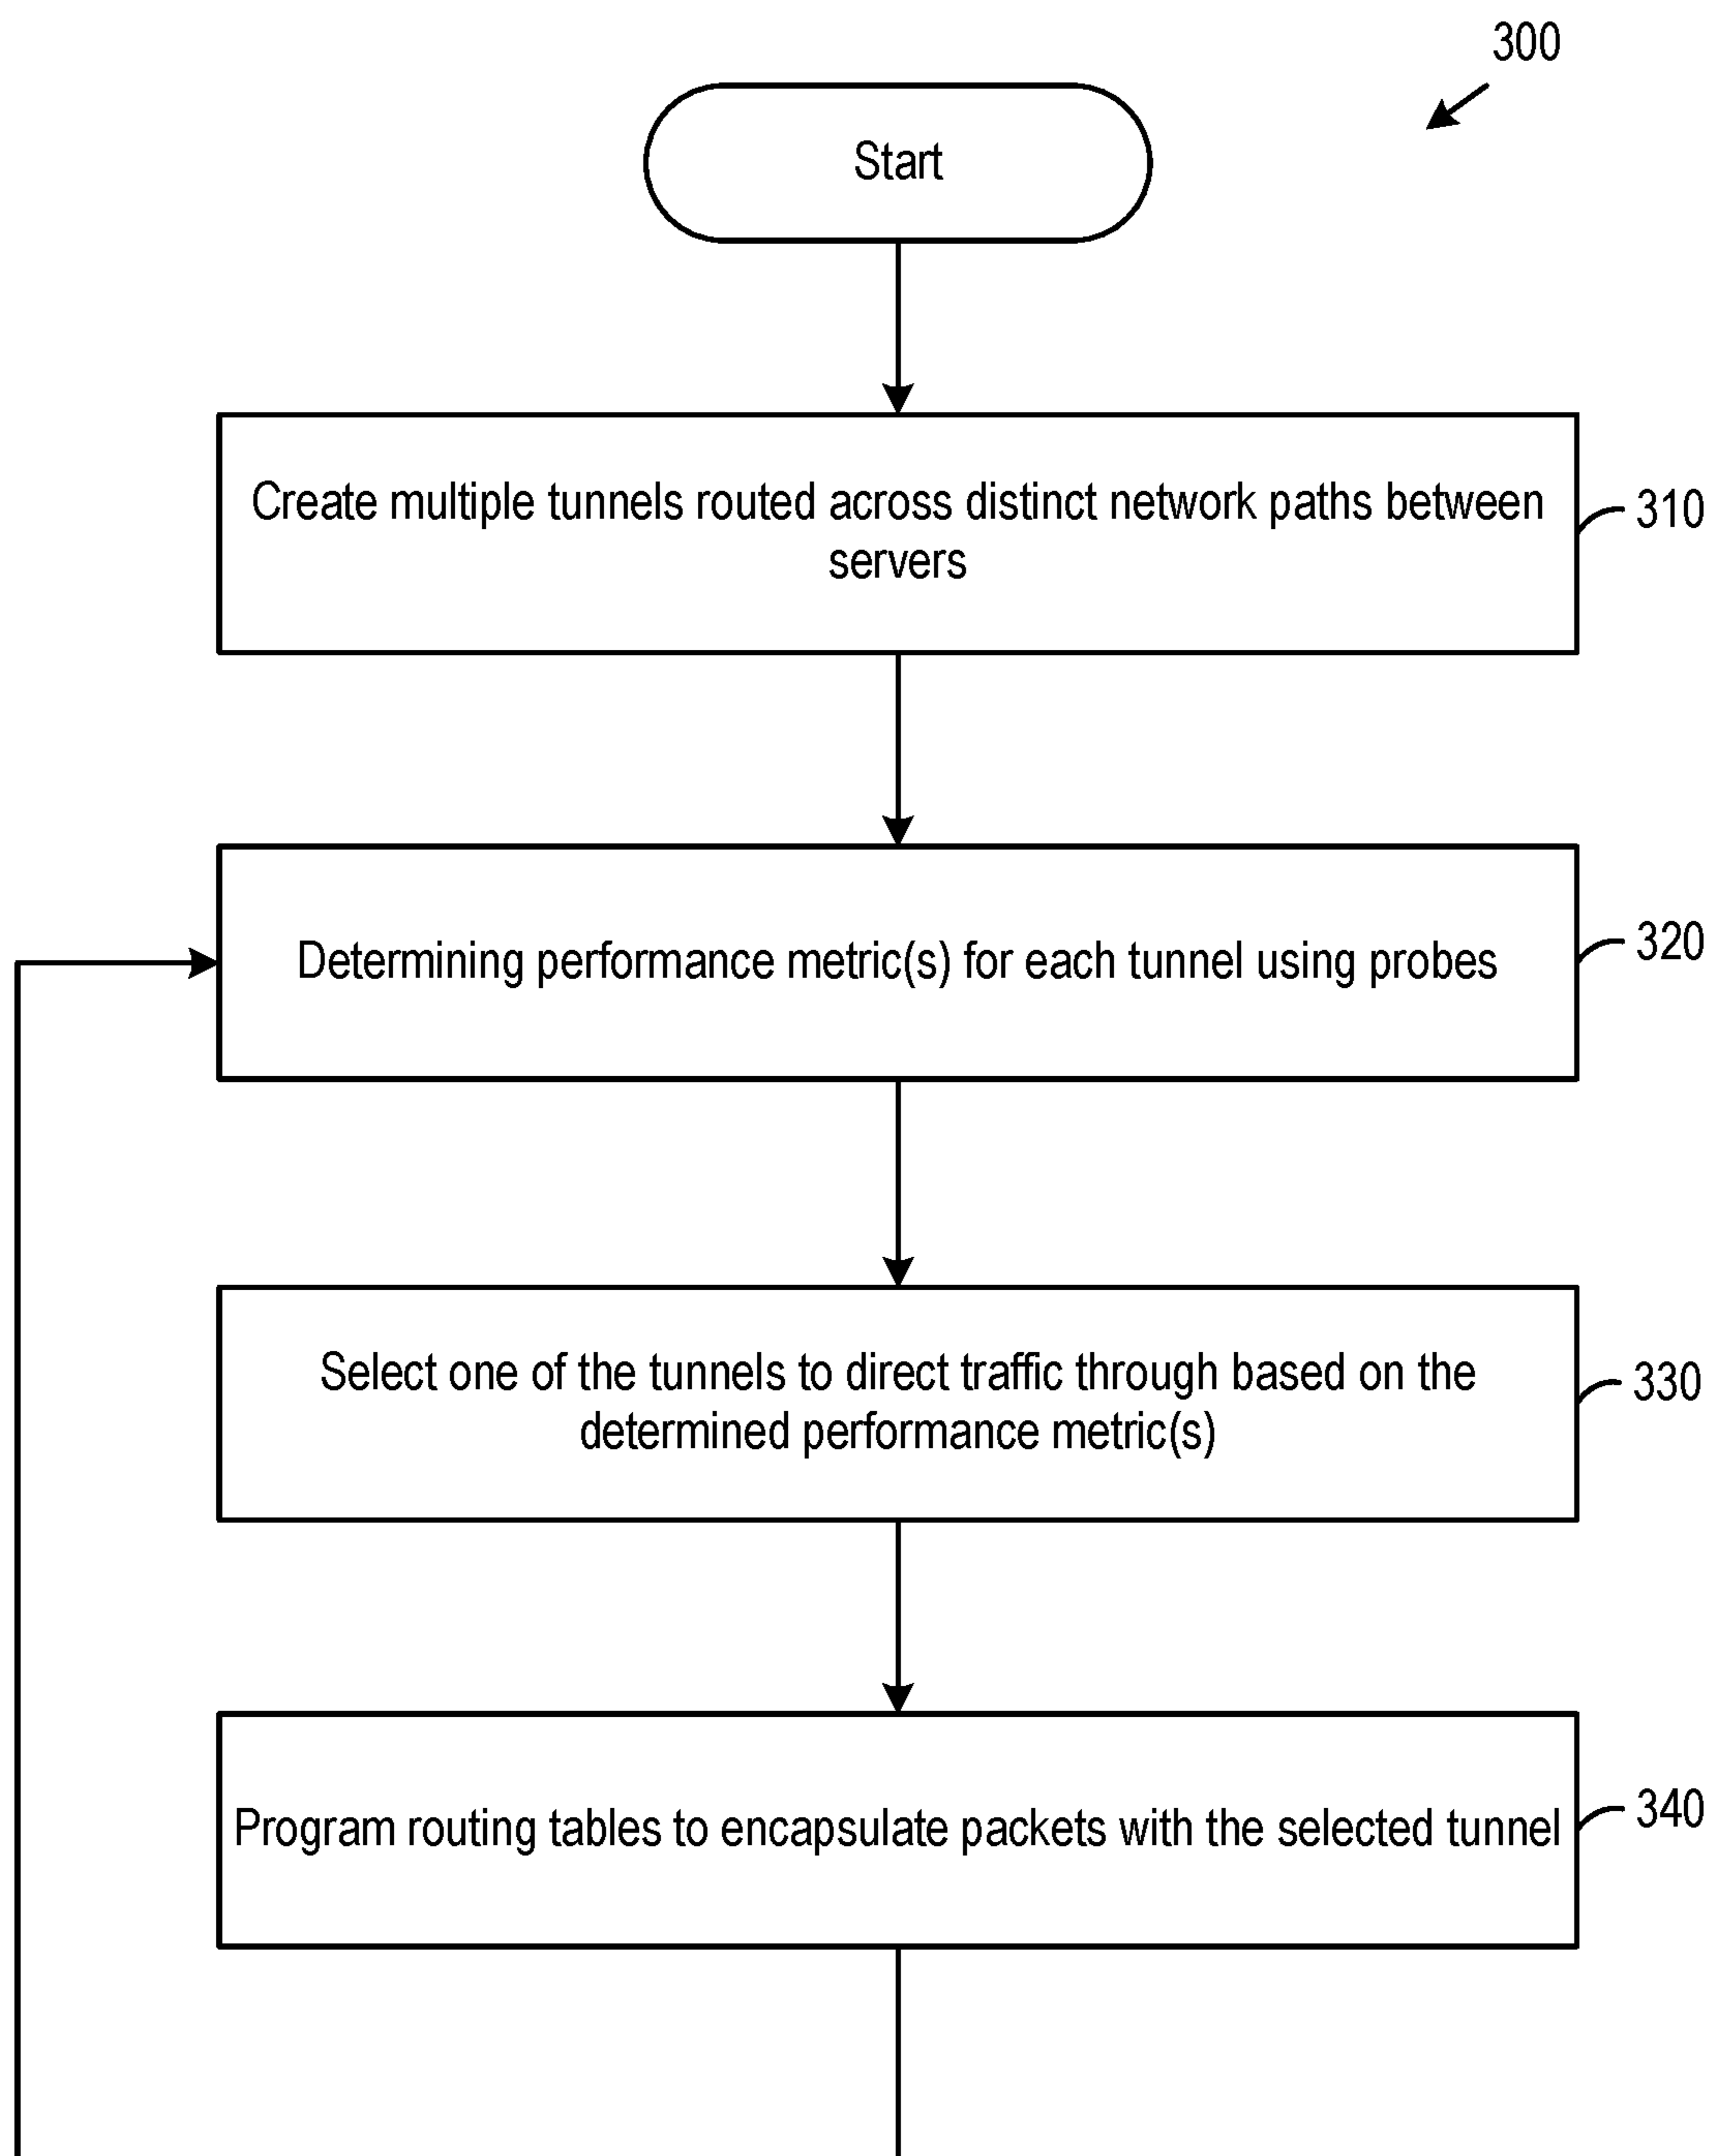 300
Start
Create multiple tunnels routed across distinct network paths between
servers
310
Determining performance metric(s) for each tunnel using probes
320
Select one of the tunnels to direct traffic through based on the
determined performance metric(s)
330
Program routing tables to encapsulate packets with the selected tunnel
340